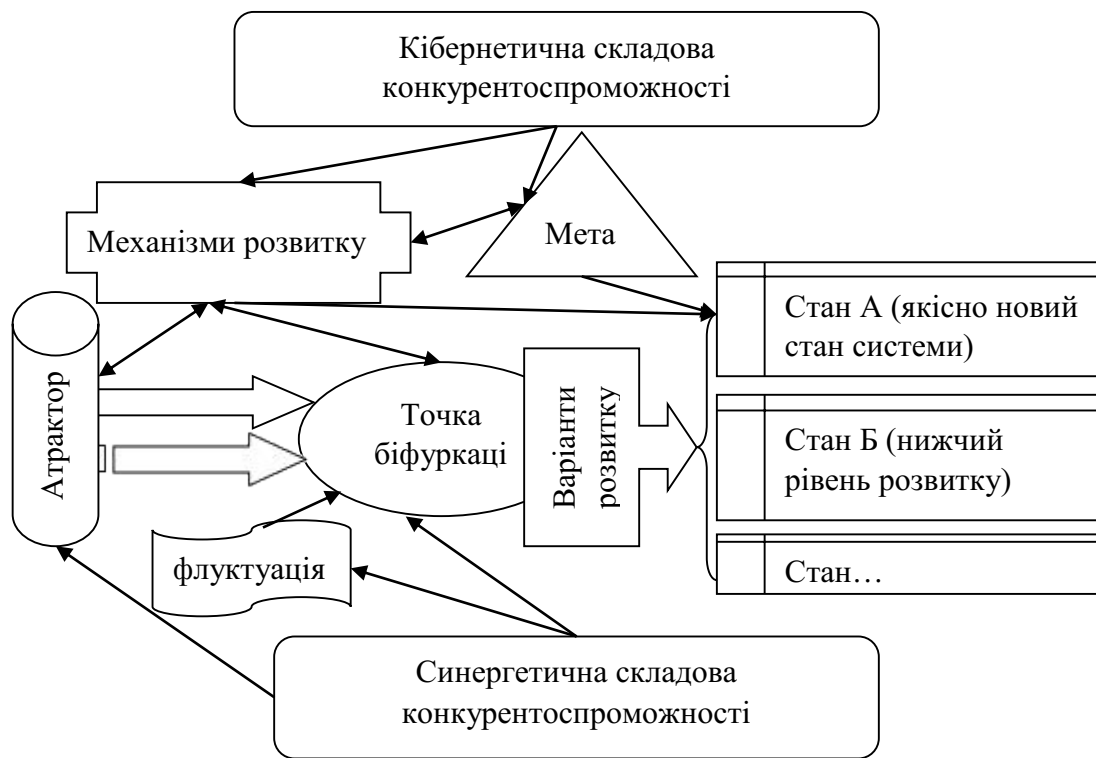 Кібернетична складова
конкурентоспроможності
Механізми розвитку
Мета
Стан А (якісно новий
стан системи)
Атрактор
Точка
біфуркаці
Варіанти
розвитку
Стан Б (нижчий
рівень розвитку)
флуктуація
Стан…
Синергетична складова
конкурентоспроможності